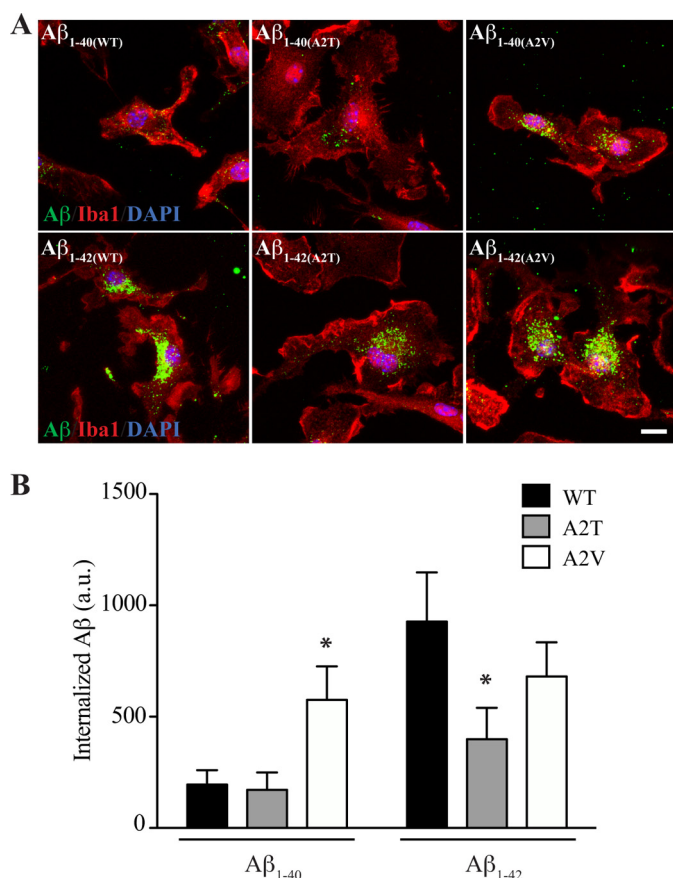 A
Aβ1-40(WT)
Aβ1-40(A2T)
Aβ1-40(A2V)
Aβ/Iba1/DAPI
Aβ1-42(WT)
Aβ1-42(A2T)
Aβ1-42(A2V)
Aβ/Iba1/DAPI
B
Internalized Aβ (a.u.)
1500
1000
500
0
WT
A2T
A2V
*
*
Aβ1-40
Aβ1-42